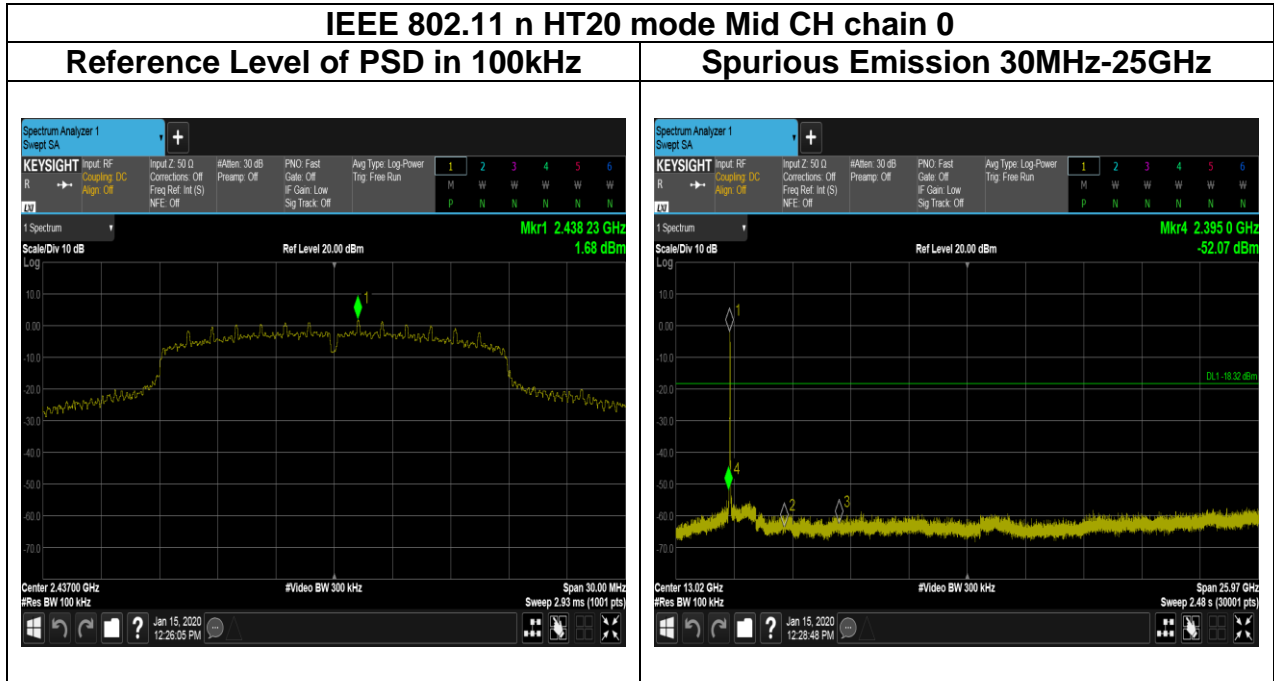 IEEE 802.11 n HT20 mode Mid CH chain 0
Reference Level of PSD in 100kHz
Spurious Emission 30MHz-25GHz
Spectrum Analyzer 1
Swept SA
KEYSIGHT
R
LXI
Input: RF
Coupling: DC
Align: Off
Input Z: 50 Ω
Corrections: Off
Freq Ref: Int (S)
NFE: Off
#Atten: 30 dB
Preamp: Off
PNO: Fast
Gate: Off
IF Gain: Low
Sig Track: Off
Avg Type: Log-Power
Trig: Free Run
1 2 3 4 5 6
M W W W W W
P N N N N N
1 Spectrum
Mkr1 2.438 23 GHz
Scale/Div 10 dB
Ref Level 20.00 dBm
1.68 dBm
Log
10.0
0.00
-10.0
-20.0
-30.0
-40.0
-50.0
-60.0
-70.0
1
Center 2.43700 GHz
#Video BW 300 kHz
Span 30.00 MHz
#Res BW 100 kHz
Sweep 2.93 ms (1001 pts)
Jan 15, 2020
12:26:05 PM
Spectrum Analyzer 1
Swept SA
KEYSIGHT
R
LXI
Input: RF
Coupling: DC
Align: Off
Input Z: 50 Ω
Corrections: Off
Freq Ref: Int (S)
NFE: Off
#Atten: 30 dB
Preamp: Off
PNO: Fast
Gate: Off
IF Gain: Low
Sig Track: Off
Avg Type: Log-Power
Trig: Free Run
1 2 3 4 5 6
M W W W W W
P N N N N N
1 Spectrum
Mkr4 2.395 0 GHz
Scale/Div 10 dB
Ref Level 20.00 dBm
-52.07 dBm
Log
10.0
0.00
-10.0
-20.0
-30.0
-40.0
-50.0
-60.0
-70.0
1
DL1 -18.32 dBm
4
2
3
Center 13.02 GHz
#Video BW 300 kHz
Span 25.97 GHz
#Res BW 100 kHz
Sweep 2.48 s (30001 pts)
Jan 15, 2020
12:28:48 PM